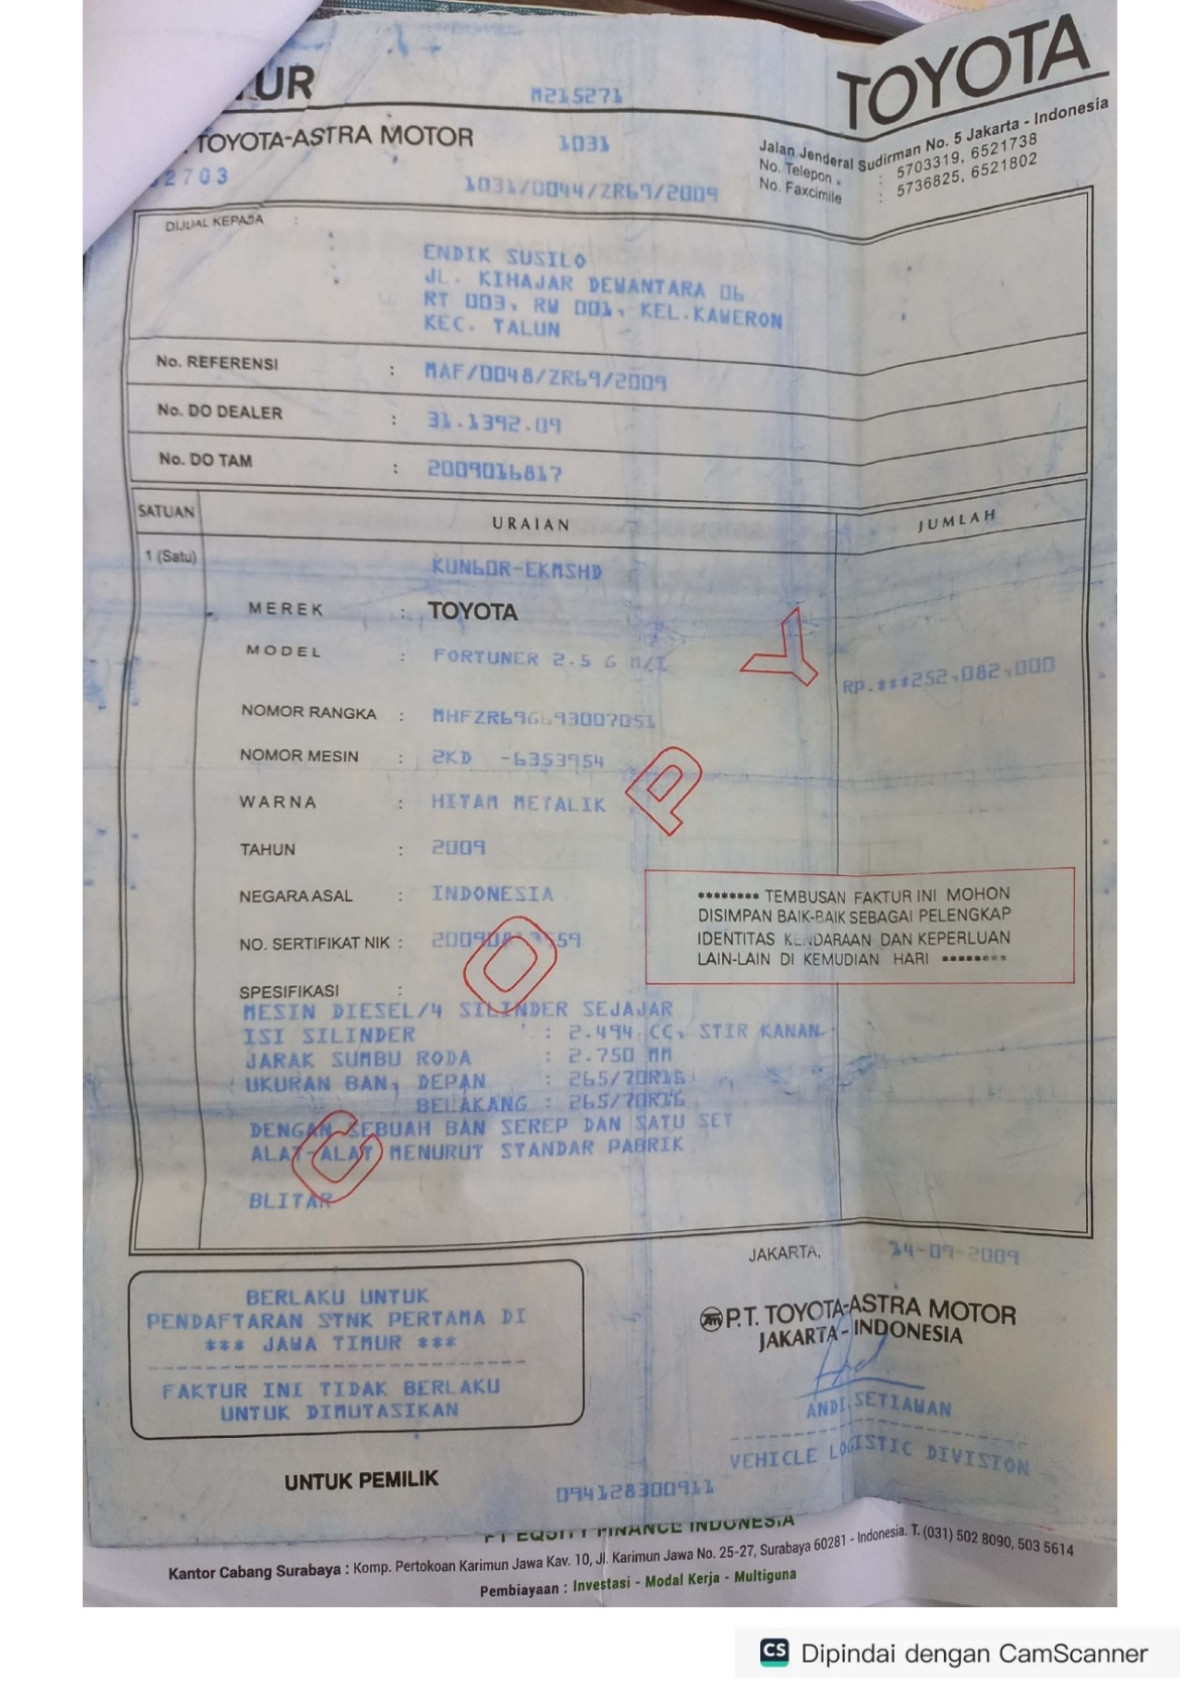 TUR
M215271
TOYOTA
TOYOTA-ASTRA MOTOR
1031
Jalan Jenderal Sudirman No. 5 Jakarta - Indonesia
No. Telepon . : 5703319, 6521738
No. Faxcimile : 5736825, 6521802
2703
1031/0044/ZR69/2009
DIJUAL KEPADA :
ENDIK SUSILO
JL. KIHAJAR DEWANTARA 06
RT 003, RW 001, KEL.KAWERON
KEC. TALUN
No. REFERENSI : MAF/0048/ZR69/2009
No. DO DEALER : 31.1392.09
No. DO TAM : 2009016817
SATUAN URAIAN JUMLAH
1 (Satu)
KUN60R-EKMSHD
MEREK : TOYOTA
MODEL : FORTUNER 2.5 G M/T
RP.***252,082,000
NOMOR RANGKA : MHFZR69G693007051
NOMOR MESIN : 2KD -6353954
WARNA : HITAM METALIK
TAHUN : 2009
NEGARA ASAL : INDONESIA
NO. SERTIFIKAT NIK :
******** TEMBUSAN FAKTUR INI MOHON
DISIMPAN BAIK-BAIK SEBAGAI PELENGKAP
IDENTITAS KENDARAAN DAN KEPERLUAN
LAIN-LAIN DI KEMUDIAN HARI ********
SPESIFIKASI :
MESIN DIESEL/4 SILINDER SEJAJAR
ISI SILINDER : 2.494 CC, STIR KANAN
JARAK SUMBU RODA : 2.750 MM
UKURAN BAN, DEPAN : 265/70R16
BELAKANG : 265/70R16
DENGAN SEBUAH BAN SEREP DAN SATU SET
ALAT-ALAT MENURUT STANDAR PABRIK
BLITAR
COPY
JAKARTA, 14-09-2009
BERLAKU UNTUK
PENDAFTARAN STNK PERTAMA DI
*** JAWA TIMUR ***
FAKTUR INI TIDAK BERLAKU
UNTUK DIMUTASIKAN
P.T. TOYOTA-ASTRA MOTOR
JAKARTA - INDONESIA
ANDI SETIAWAN
VEHICLE LOGISTIC DIVISION
UNTUK PEMILIK
094128300911
PT EQUITY FINANCE INDONESIA
Kantor Cabang Surabaya : Komp. Pertokoan Karimun Jawa Kav. 10, Jl. Karimun Jawa No. 25-27, Surabaya 60281 - Indonesia. T. (031) 502 8090, 503 5614
Pembiayaan : Investasi - Modal Kerja - Multiguna
CS Dipindai dengan CamScanner